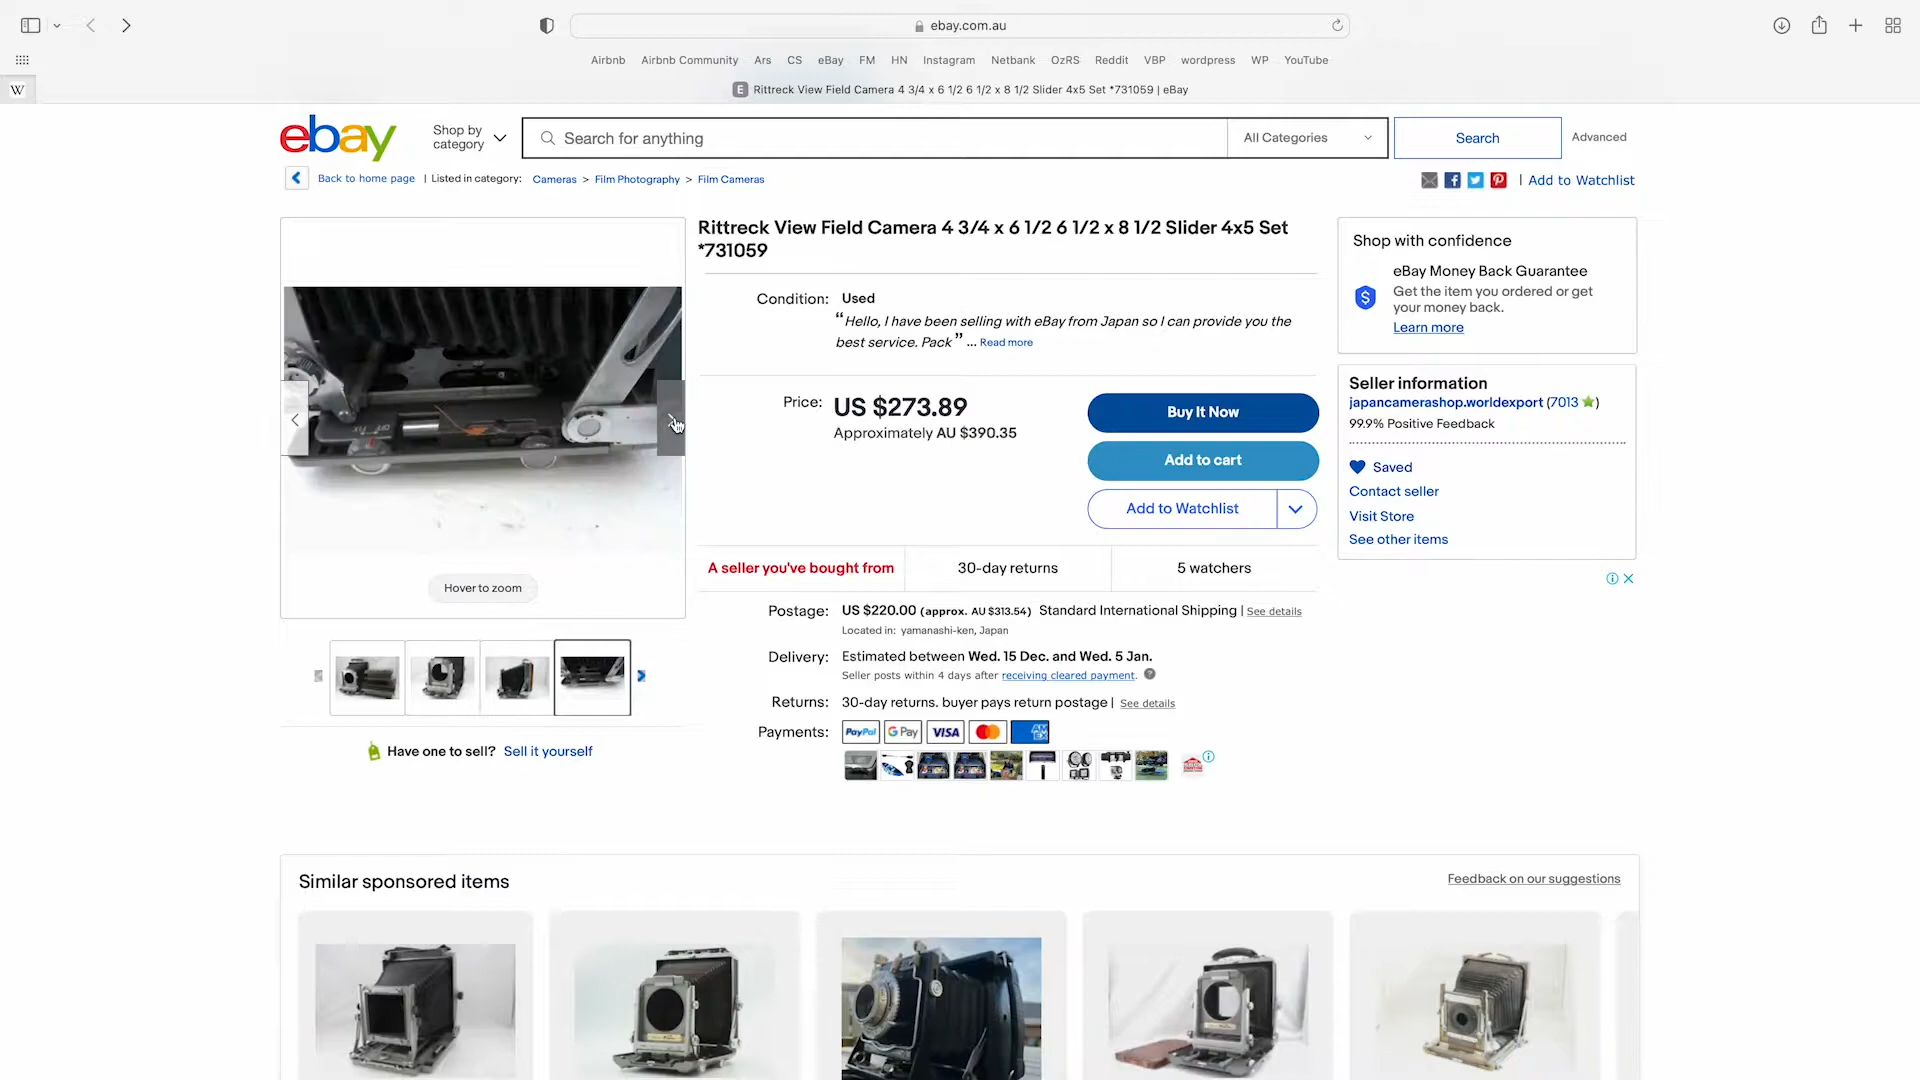 ebay.com.au
Airbnb Airbnb Community Ars CS eBay FM HN Instagram Netbank OzRS Reddit VBP wordpress WP YouTube
W
E Rittreck View Field Camera 4 3/4 x 6 1/2 6 1/2 x 8 1/2 Slider 4x5 Set *731059 | eBay
ebay
Shop by
category
Search for anything
All Categories
Search
Advanced
Back to home page | Listed in category: Cameras > Film Photography > Film Cameras
| Add to Watchlist
Rittreck View Field Camera 4 3/4 x 6 1/2 6 1/2 x 8 1/2 Slider 4x5 Set
*731059
Condition: Used
“Hello, I have been selling with eBay from Japan so I can provide you the
best service. Pack” ... Read more
Price: US $273.89
Approximately AU $390.35
Buy It Now
Add to cart
Add to Watchlist
A seller you've bought from
30-day returns
5 watchers
Postage: US $220.00 (approx. AU $313.54) Standard International Shipping | See details
Located in: yamanashi-ken, Japan
Delivery: Estimated between Wed. 15 Dec. and Wed. 5 Jan.
Seller posts within 4 days after receiving cleared payment. ?
Returns: 30-day returns. buyer pays return postage | See details
Payments: PayPal G Pay VISA
Shop with confidence
eBay Money Back Guarantee
Get the item you ordered or get
your money back.
Learn more
Seller information
japancamerashop.worldexport (7013)
99.9% Positive Feedback
Saved
Contact seller
Visit Store
See other items
Hover to zoom
Have one to sell? Sell it yourself
Similar sponsored items
Feedback on our suggestions